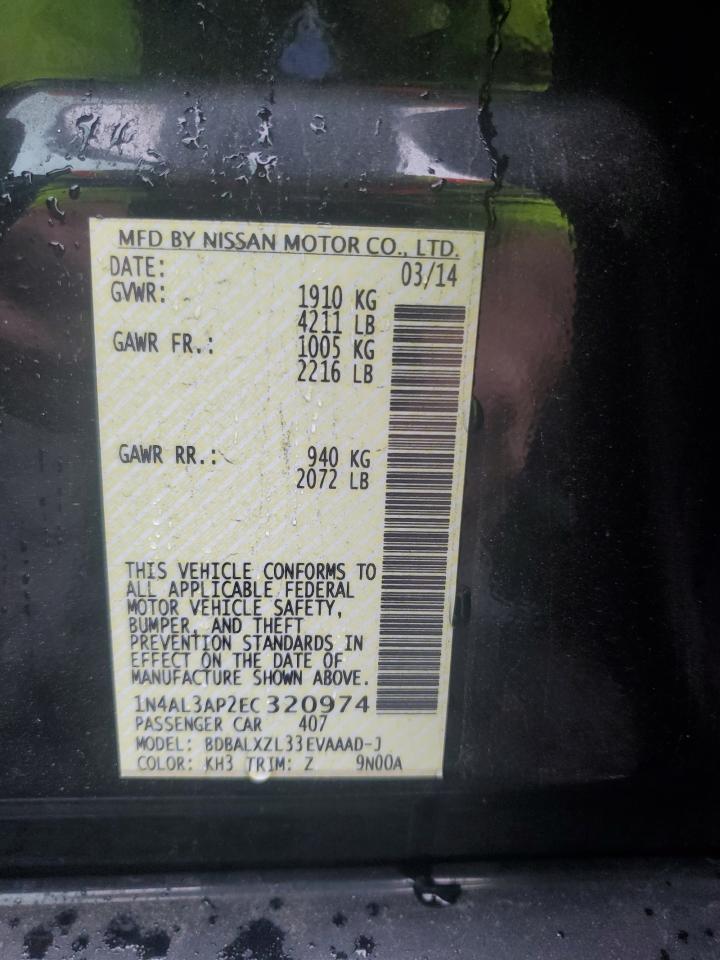 MFD BY NISSAN MOTOR CO., LTD.
DATE: 03/14
GVWR: 1910 KG
4211 LB
GAWR FR.: 1005 KG
2216 LB
GAWR RR.: 940 KG
2072 LB
THIS VEHICLE CONFORMS TO
ALL APPLICABLE FEDERAL
MOTOR VEHICLE SAFETY,
BUMPER, AND THEFT
PREVENTION STANDARDS IN
EFFECT ON THE DATE OF
MANUFACTURE SHOWN ABOVE.
1N4AL3AP2EC320974
PASSENGER CAR 407
MODEL: BDBALXZL33EVAAAD-J
COLOR: KH3 TRIM: Z 9N00A